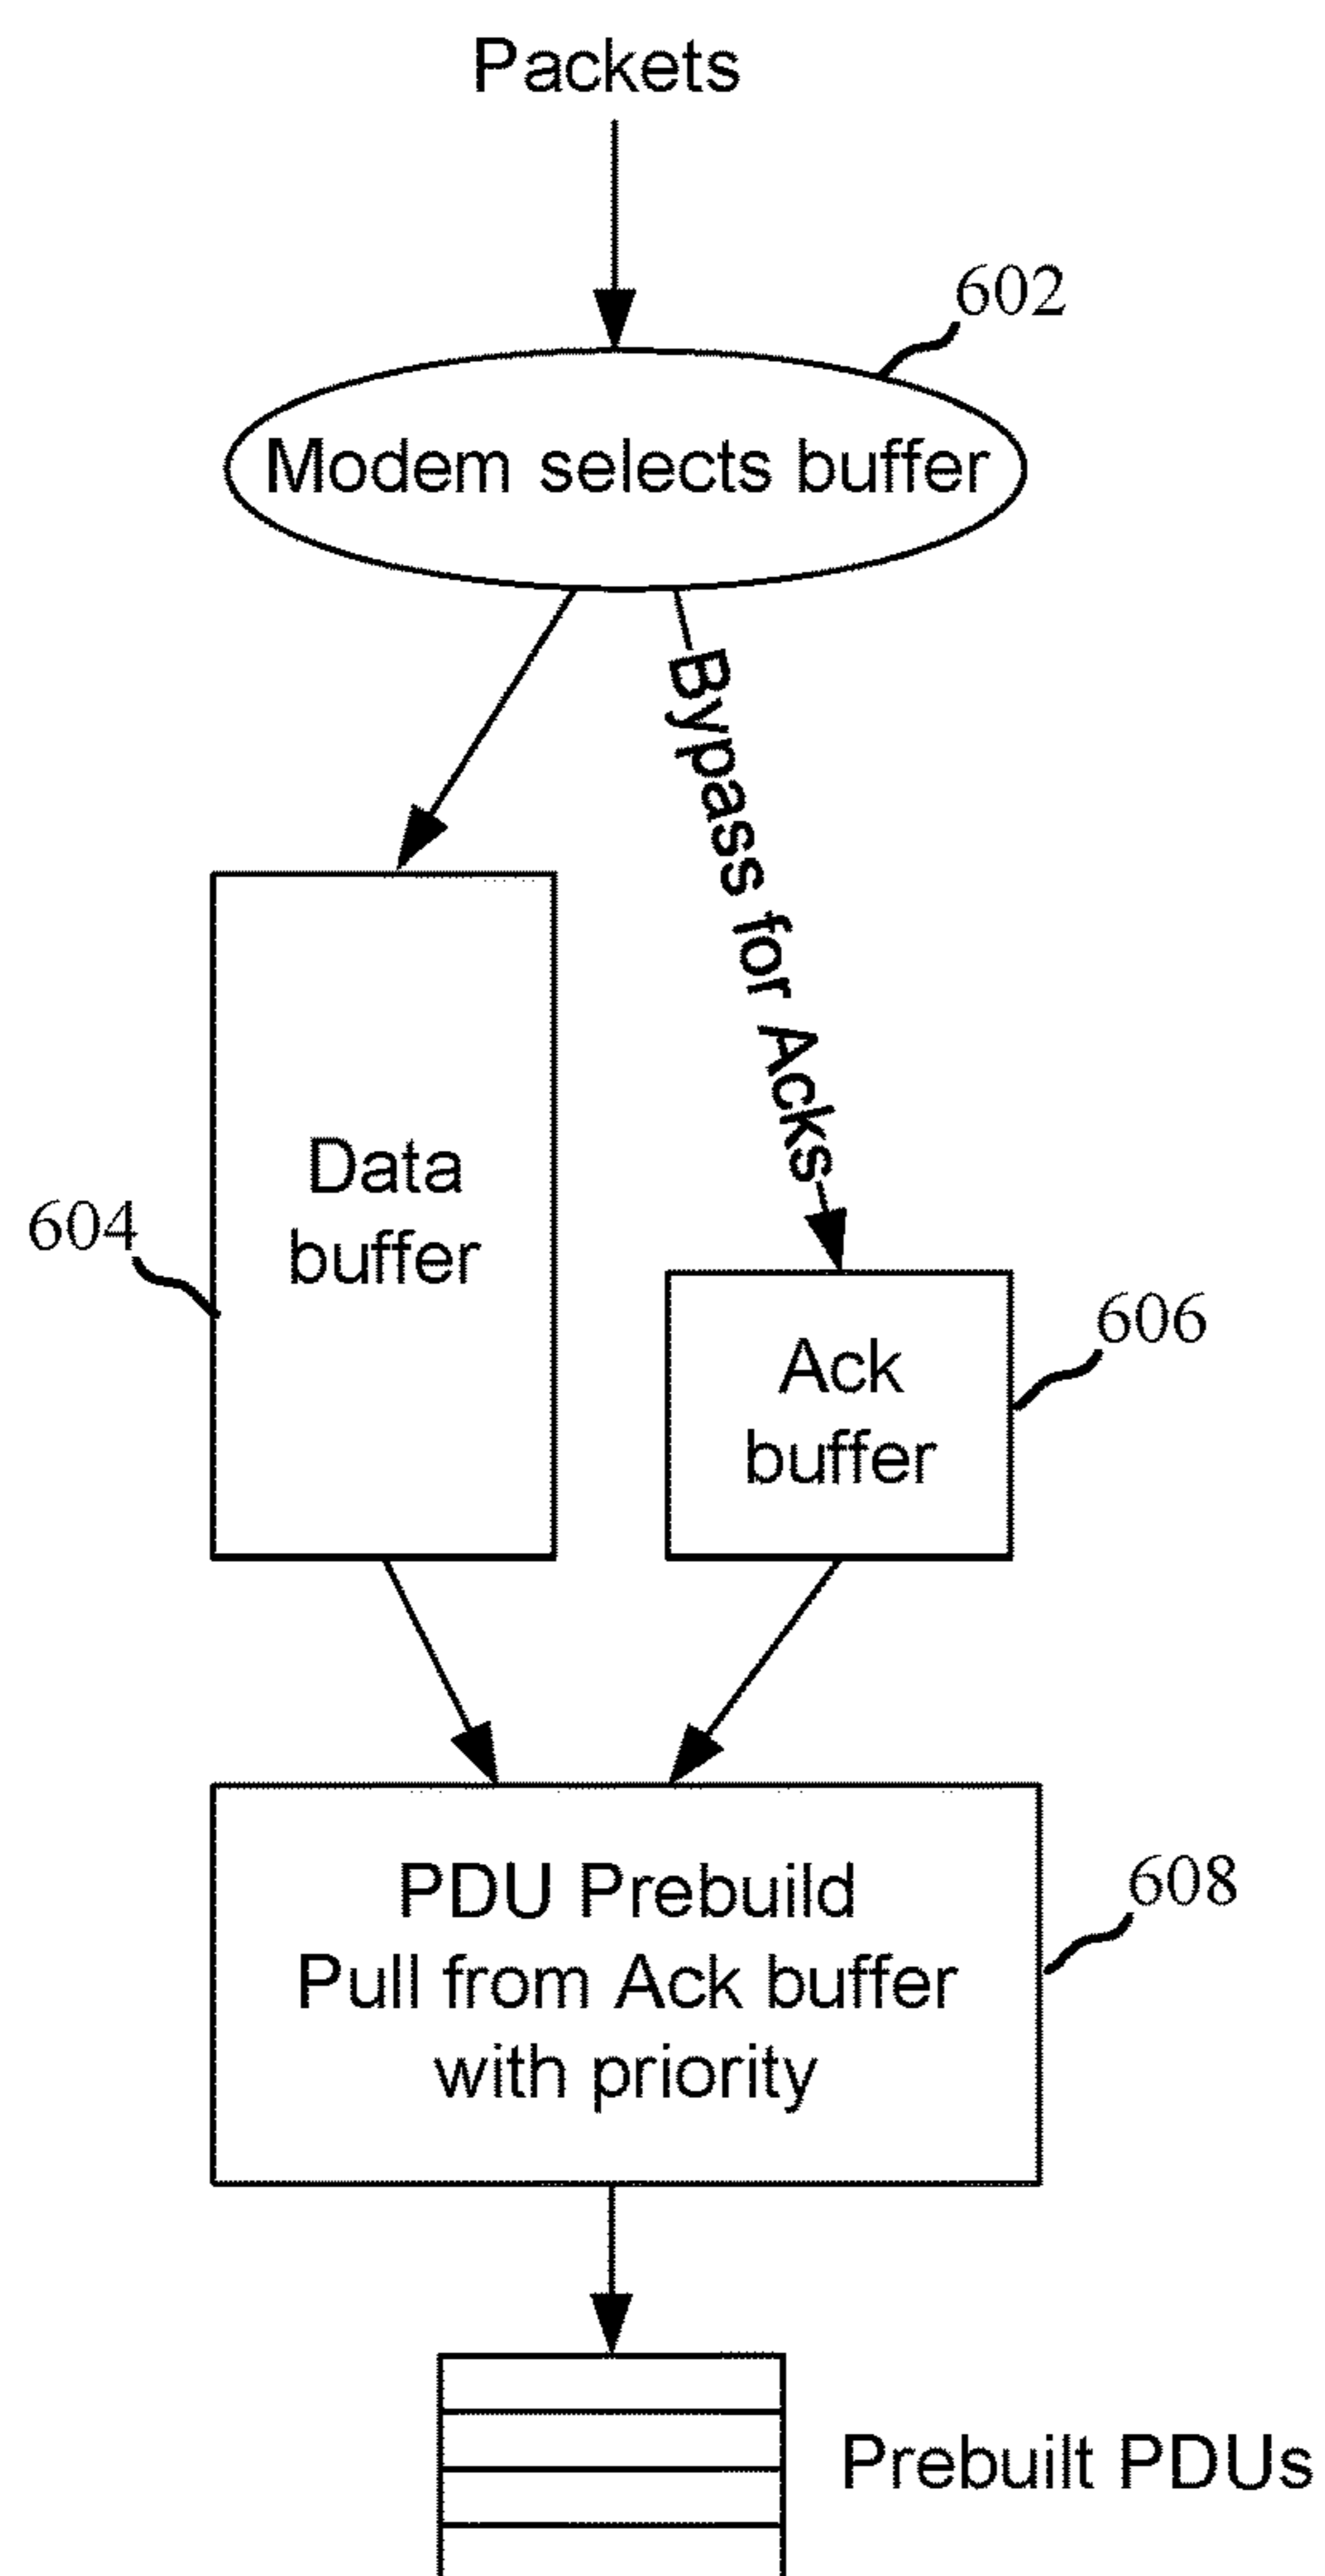 Packets
602
Modem selects buffer
Bypass for Acks
Data
buffer
604
606
Ack
buffer
608
PDU Prebuild
Pull from Ack buffer
with priority
Prebuilt PDUs